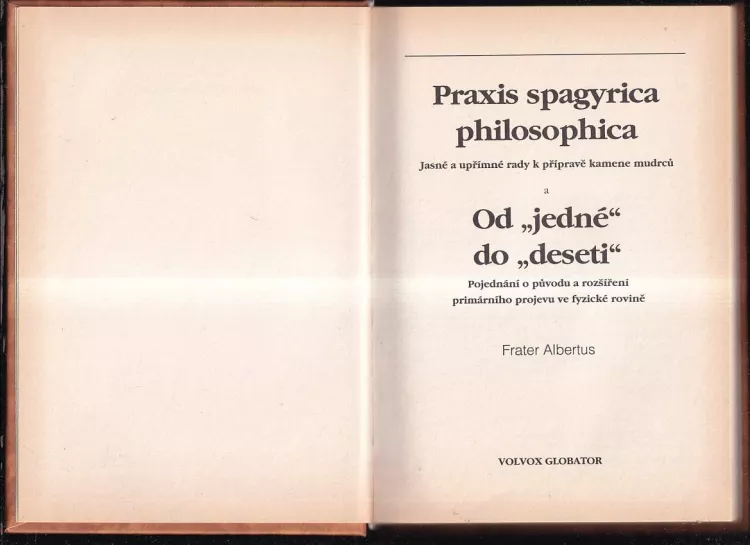 Praxis spagyrica
philosophica
Jasné a upřímné rady k přípravě kamene mudrců
a
Od „jedné“
do „deseti“
Pojednání o původu a rozšíření
primárního projevu ve fyzické rovině
Frater Albertus
VOLVOX GLOBATOR